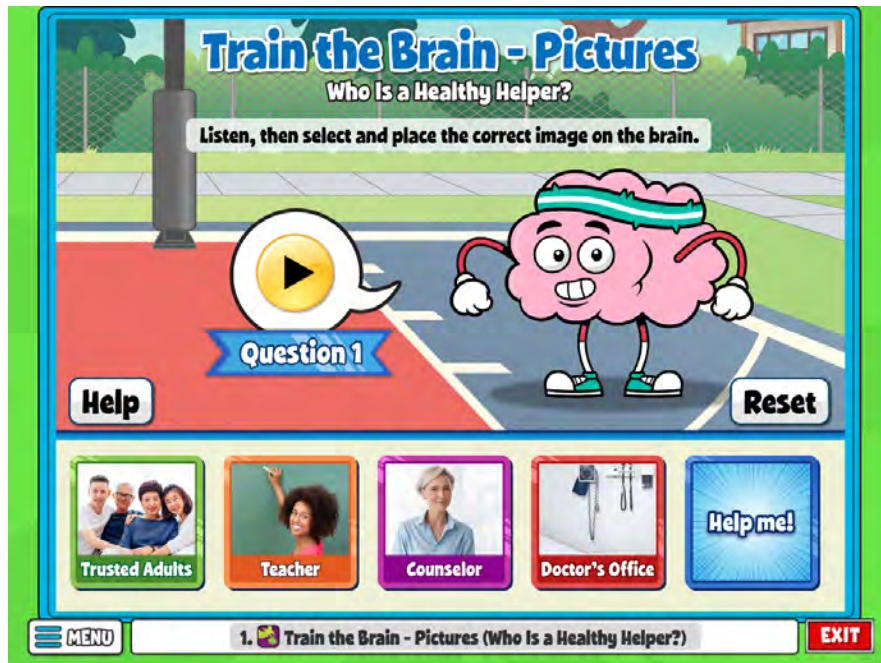 Train the Brain - Pictures
Who Is a Healthy Helper?
Listen, then select and place the correct image on the brain.
Question 1
Help
Reset
Trusted Adults
Teacher
Counselor
Doctor's Office
Help me!
MENU
1. Train the Brain - Pictures (Who Is a Healthy Helper?)
EXIT